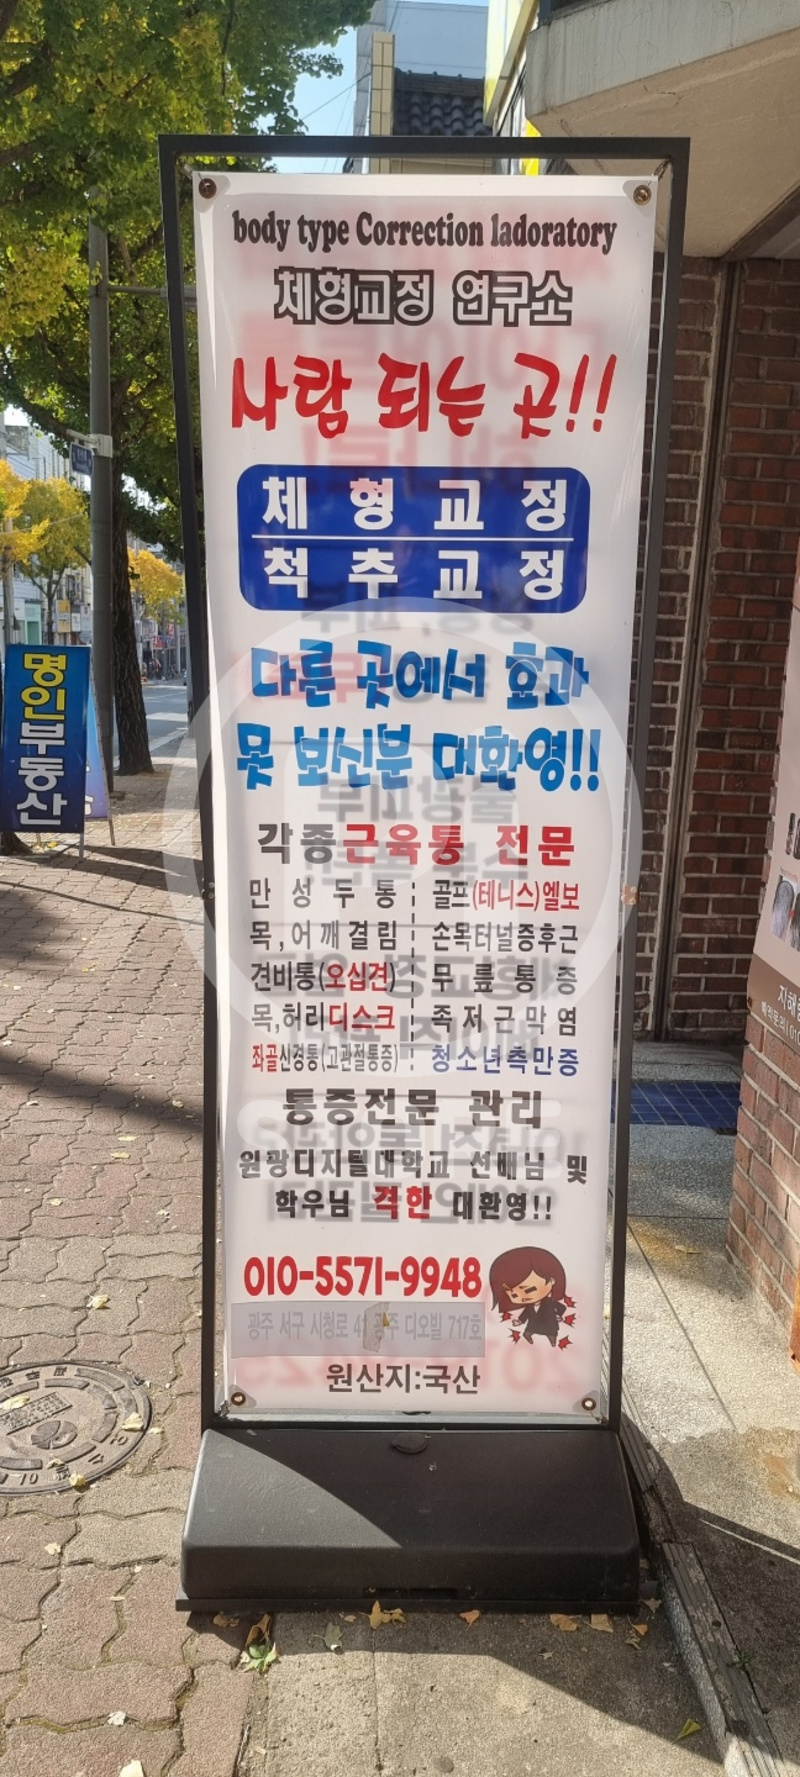 body type Correction ladoratory
체형교정 연구소
사람 되는 곳!!
체형교정
척추교정
다른 곳에서 효과
못 보신분 대환영!!
각종근육통 전문
만성두통 골프(테니스)엘보
목,어깨결림 손목터널증후근
견비통(오십견) 무릎통증
목,허리디스크 족저근막염
좌골신경통(고관절통증) 청소년측만증
통증전문 관리
원광디지털대학교 선배님 및
학우님 격한 대환영!!
010-5571-9948
광주 서구 시청로 41 광주 디오빌 717호
원산지:국산
명인부동산